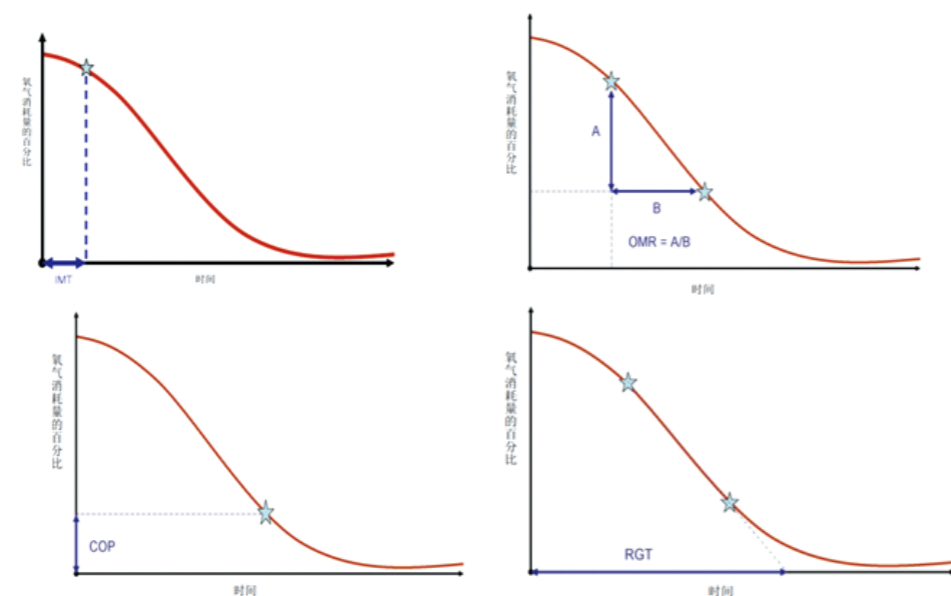 氧气消耗量的百分比
IMT
时间
氧气消耗量的百分比
A
B
OMR = A/B
时间
氧气消耗量的百分比
COP
时间
氧气消耗量的百分比
RGT
时间